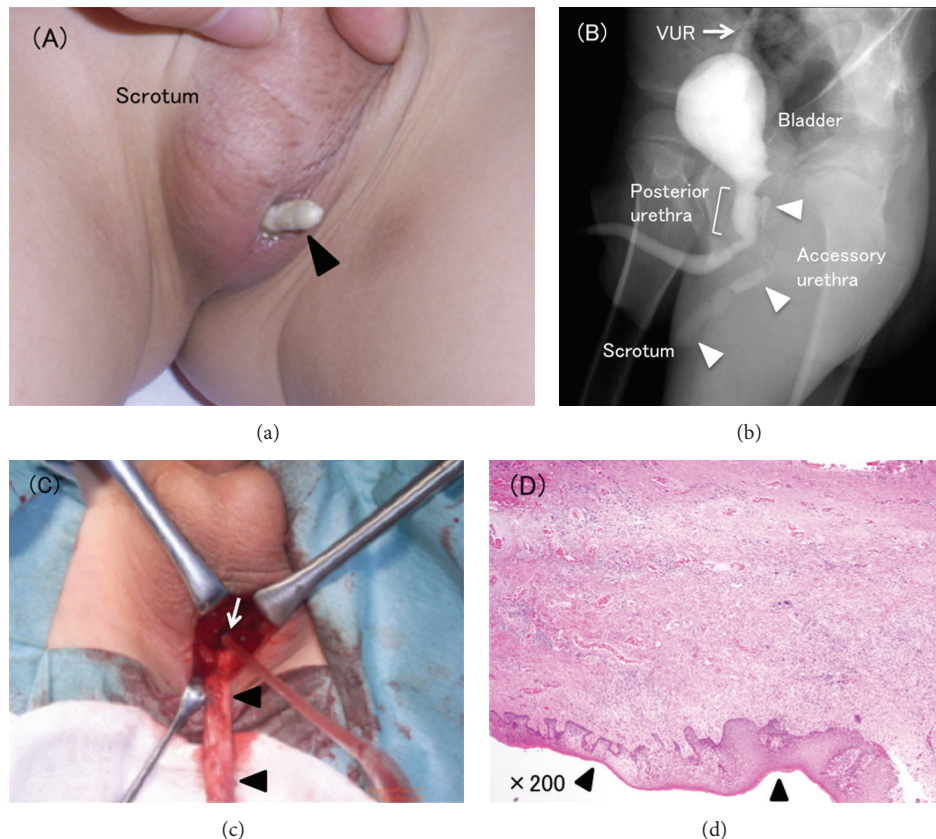 (A)
Scrotum
(a)
(B)
VUR
Bladder
Posterior
urethra
Accessory
urethra
Scrotum
(b)
(C)
(c)
(D)
× 200
(d)